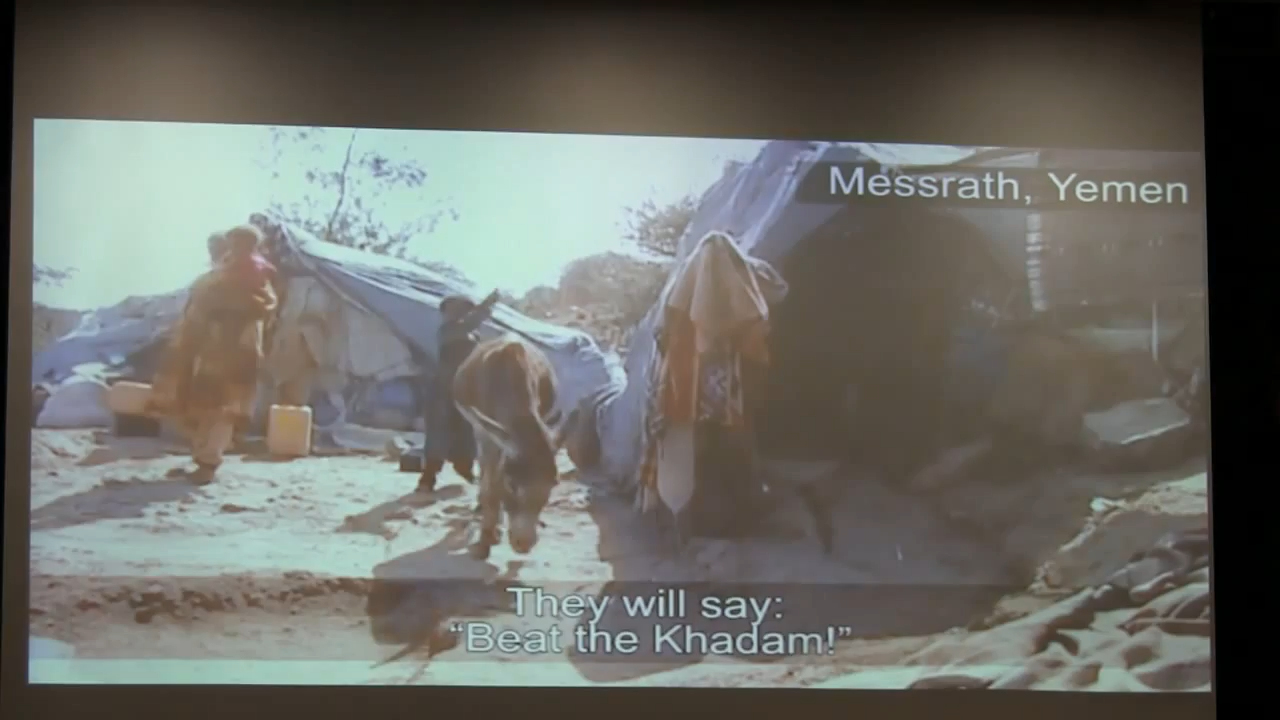 Messrath, Yemen
They will say:
“Beat the Khadam!”